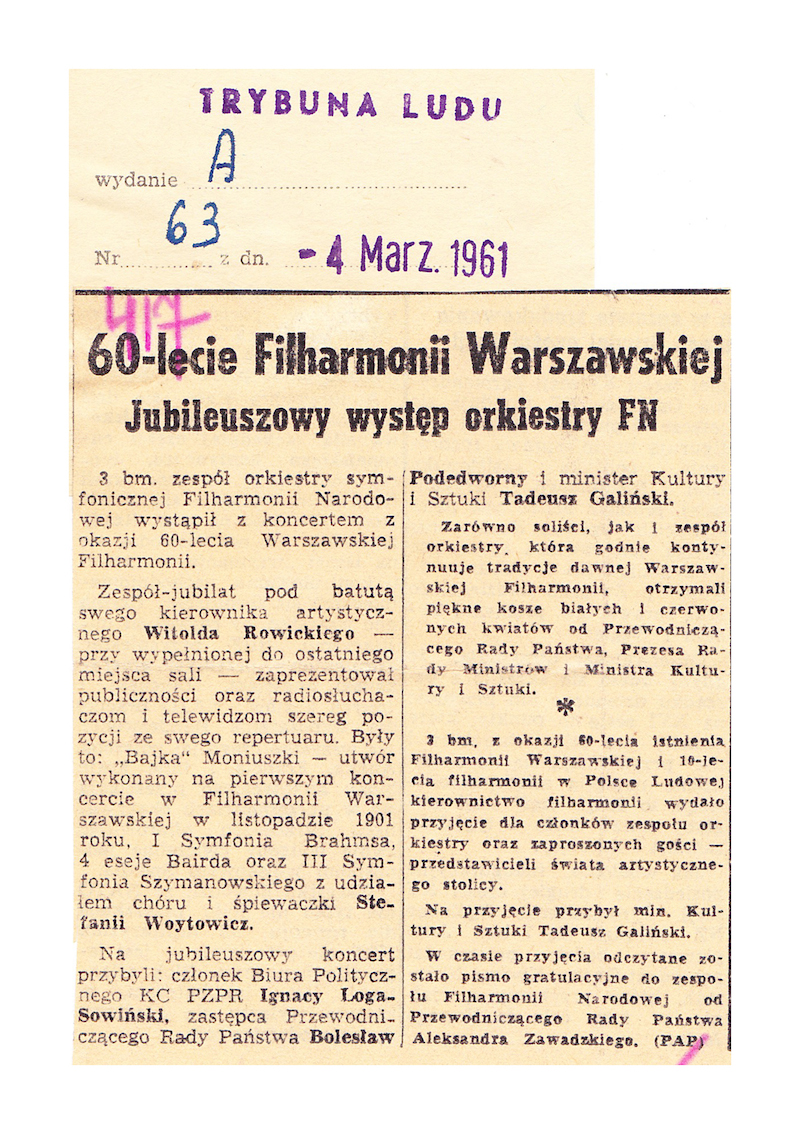 TRYBUNA LUDU
wydanie A
63
Nr z dn. -4 Marz. 1961
417
60-lecie Filharmonii Warszawskiej
Jubileuszowy występ orkiestry FN
3 bm. zespół orkiestry sym-
fonicznej Filharmonii Narodo-
wej wystąpił z koncertem z
okazji 60-lecia Warszawskiej
Filharmonii.
Zespół-jubilat pod batutą
swego kierownika artystycz-
nego Witolda Rowickiego —
przy wypełnionej do ostatniego
miejsca sali — zaprezentował
publiczności oraz radiosłucha-
czom i telewidzom szereg po-
zycji ze swego repertuaru. Były
to: „Bajka“ Moniuszki — utwór
wykonany na pierwszym kon-
cercie w Filharmonii War-
szawskiej w listopadzie 1901
roku, I Symfonia Brahmsa,
4 eseje Bairda oraz III Sym-
fonia Szymanowskiego z udzia-
łem chóru i śpiewaczki Ste-
fanii Woytowicz.
Na jubileuszowy koncert
przybyli: członek Biura Politycz-
nego KC PZPR Ignacy Loga-
Sowiński, zastępca Przewodni-
czącego Rady Państwa Bolesław
Podedworny i minister Kultury
i Sztuki Tadeusz Galiński.
Zarówno soliści, jak i zespół
orkiestry, która godnie konty-
nuuje tradycje dawnej Warszaw-
skiej Filharmonii, otrzymali
piękne kosze białych i czerwo-
nych kwiatów od Przewodniczą-
cego Rady Państwa, Prezesa Ra-
dy Ministrów i Ministra Kultu-
ry i Sztuki.
*
3 bm. z okazji 60-lecia istnienia
Filharmonii Warszawskiej i 10-le-
cia filharmonii w Polsce Ludowej
kierownictwo filharmonii wydało
przyjęcie dla członków zespołu or-
kiestry oraz zaproszonych gości —
przedstawicieli świata artystyczne-
go stolicy.
Na przyjęcie przybył min. Kul-
tury i Sztuki Tadeusz Galiński.
W czasie przyjęcia odczytane zo-
stało pismo gratulacyjne do zespo-
łu Filharmonii Narodowej od
Przewodniczącego Rady Państwa
Aleksandra Zawadzkiego. (PAP)